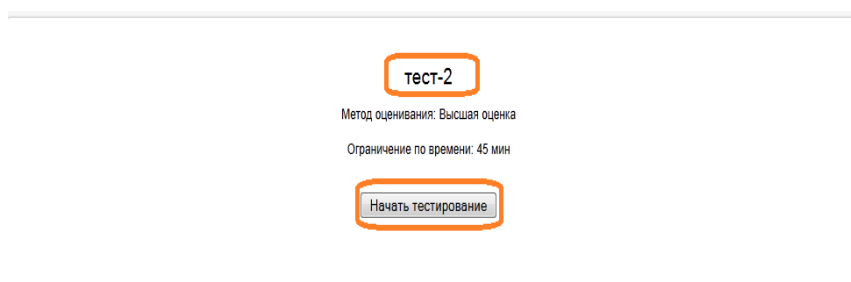 тест-2
Метод оценивания: Высшая оценка
Ограничение по времени: 45 мин
Начать тестирование